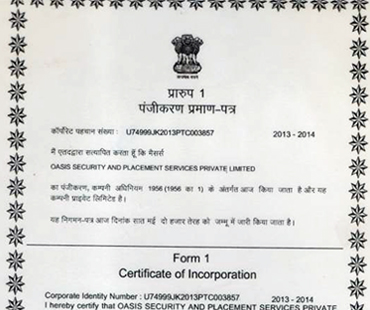 प्रारुप 1
पंजीकरण प्रमाण-पत्र
कॉर्पोरेट पहचान संख्या : U74999JK2013PTC003857 2013 - 2014
मैं एतदद्वारा सत्यापित करता हूँ कि मैसर्स
OASIS SECURITY AND PLACEMENT SERVICES PRIVATE LIMITED
का पंजीकरण, कम्पनी अधिनियम 1956 (1956 का 1) के अंतर्गत आज किया जाता है और यह
कम्पनी प्राइवेट लिमिटेड है।
यह निगमन-पत्र आज दिनांक सात मई दो हजार तेरह को जम्मू में जारी किया जाता है।
Form 1
Certificate of Incorporation
Corporate Identity Number : U74999JK2013PTC003857 2013 - 2014
I hereby certify that OASIS SECURITY AND PLACEMENT SERVICES PRIVATE